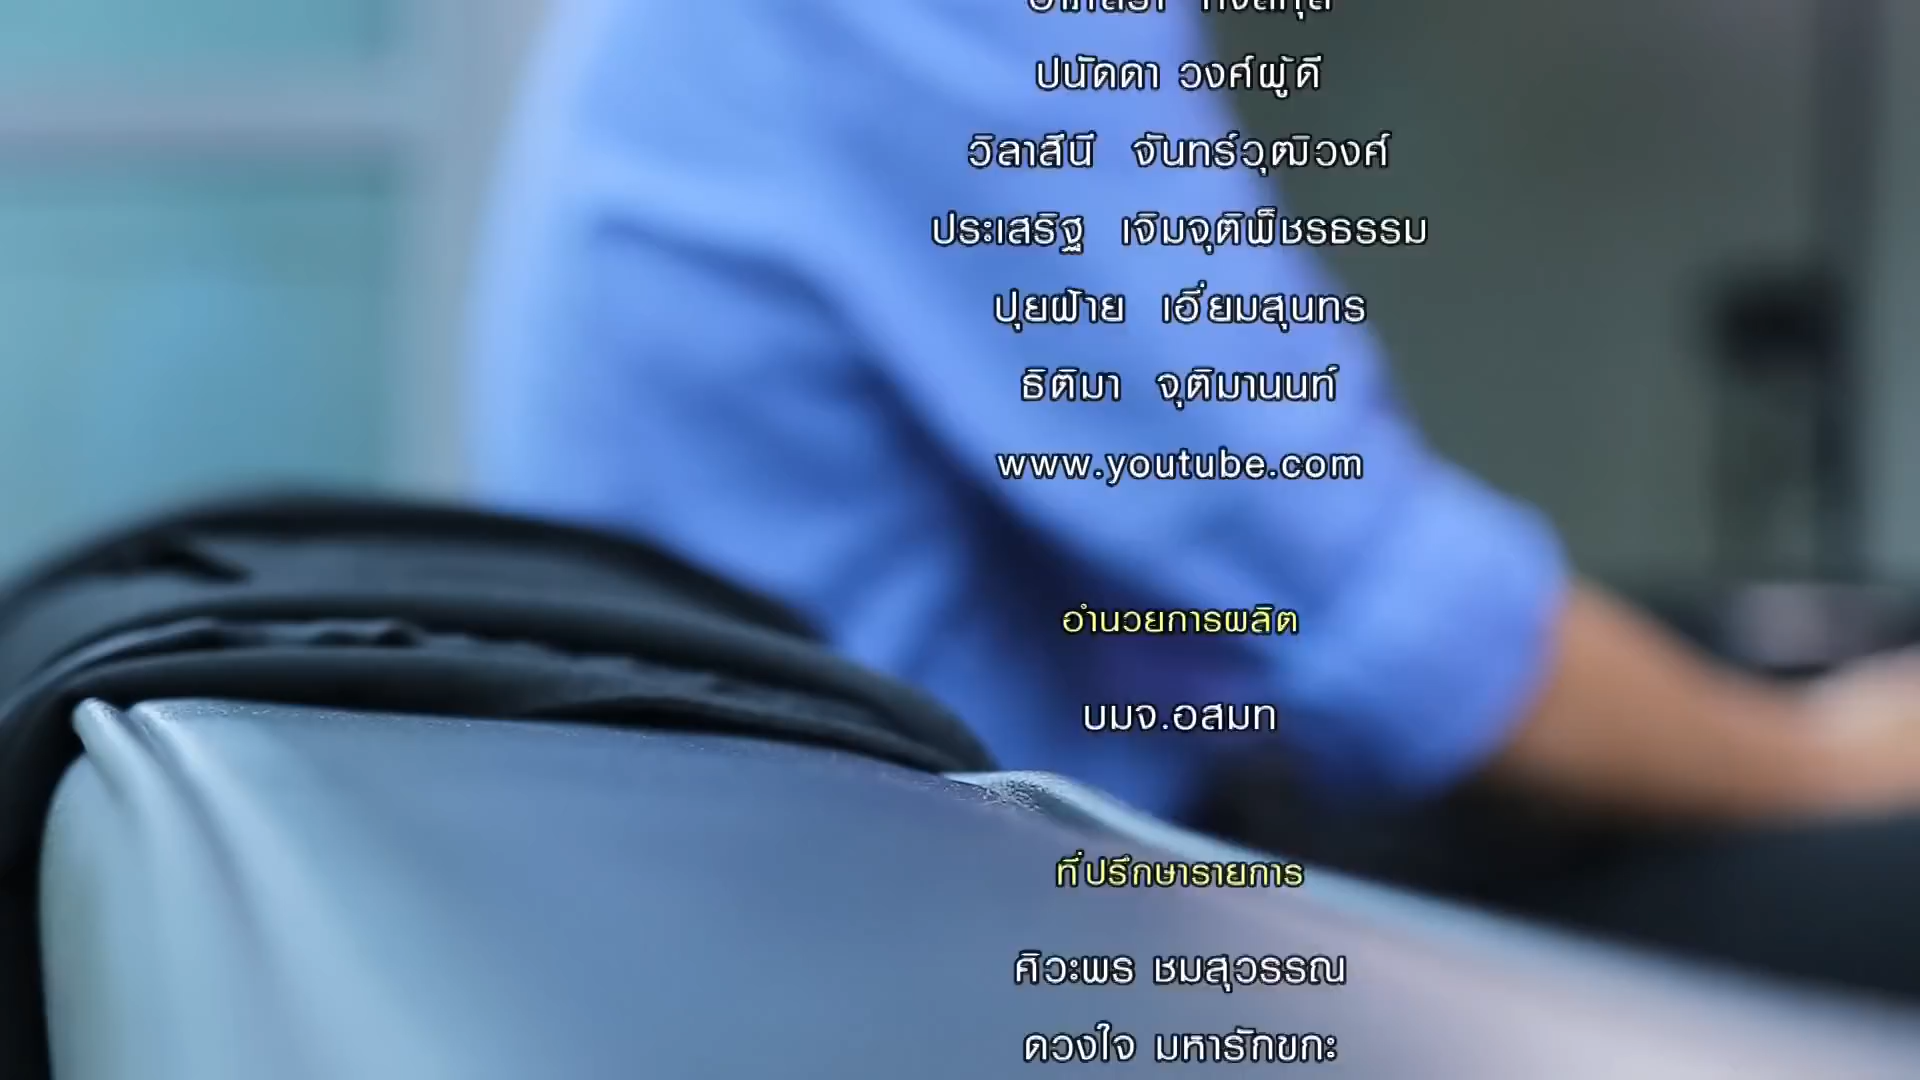 ปนัดดา วงศ์ผู้ดี
วิลาสินี จันทร์วุฒิวงศ์
ประเสริฐ เจิมจุติพ็ชรธรรม
ปุยฝ้าย เอี่ยมสุนทร
ธิติมา จุติมานนท์
www.youtube.com
อำนวยการผลิต
บมจ.อสมท
ที่ปรึกษารายการ
ศิวะพร ชมสุวรรณ
ดวงใจ มหารักขกะ